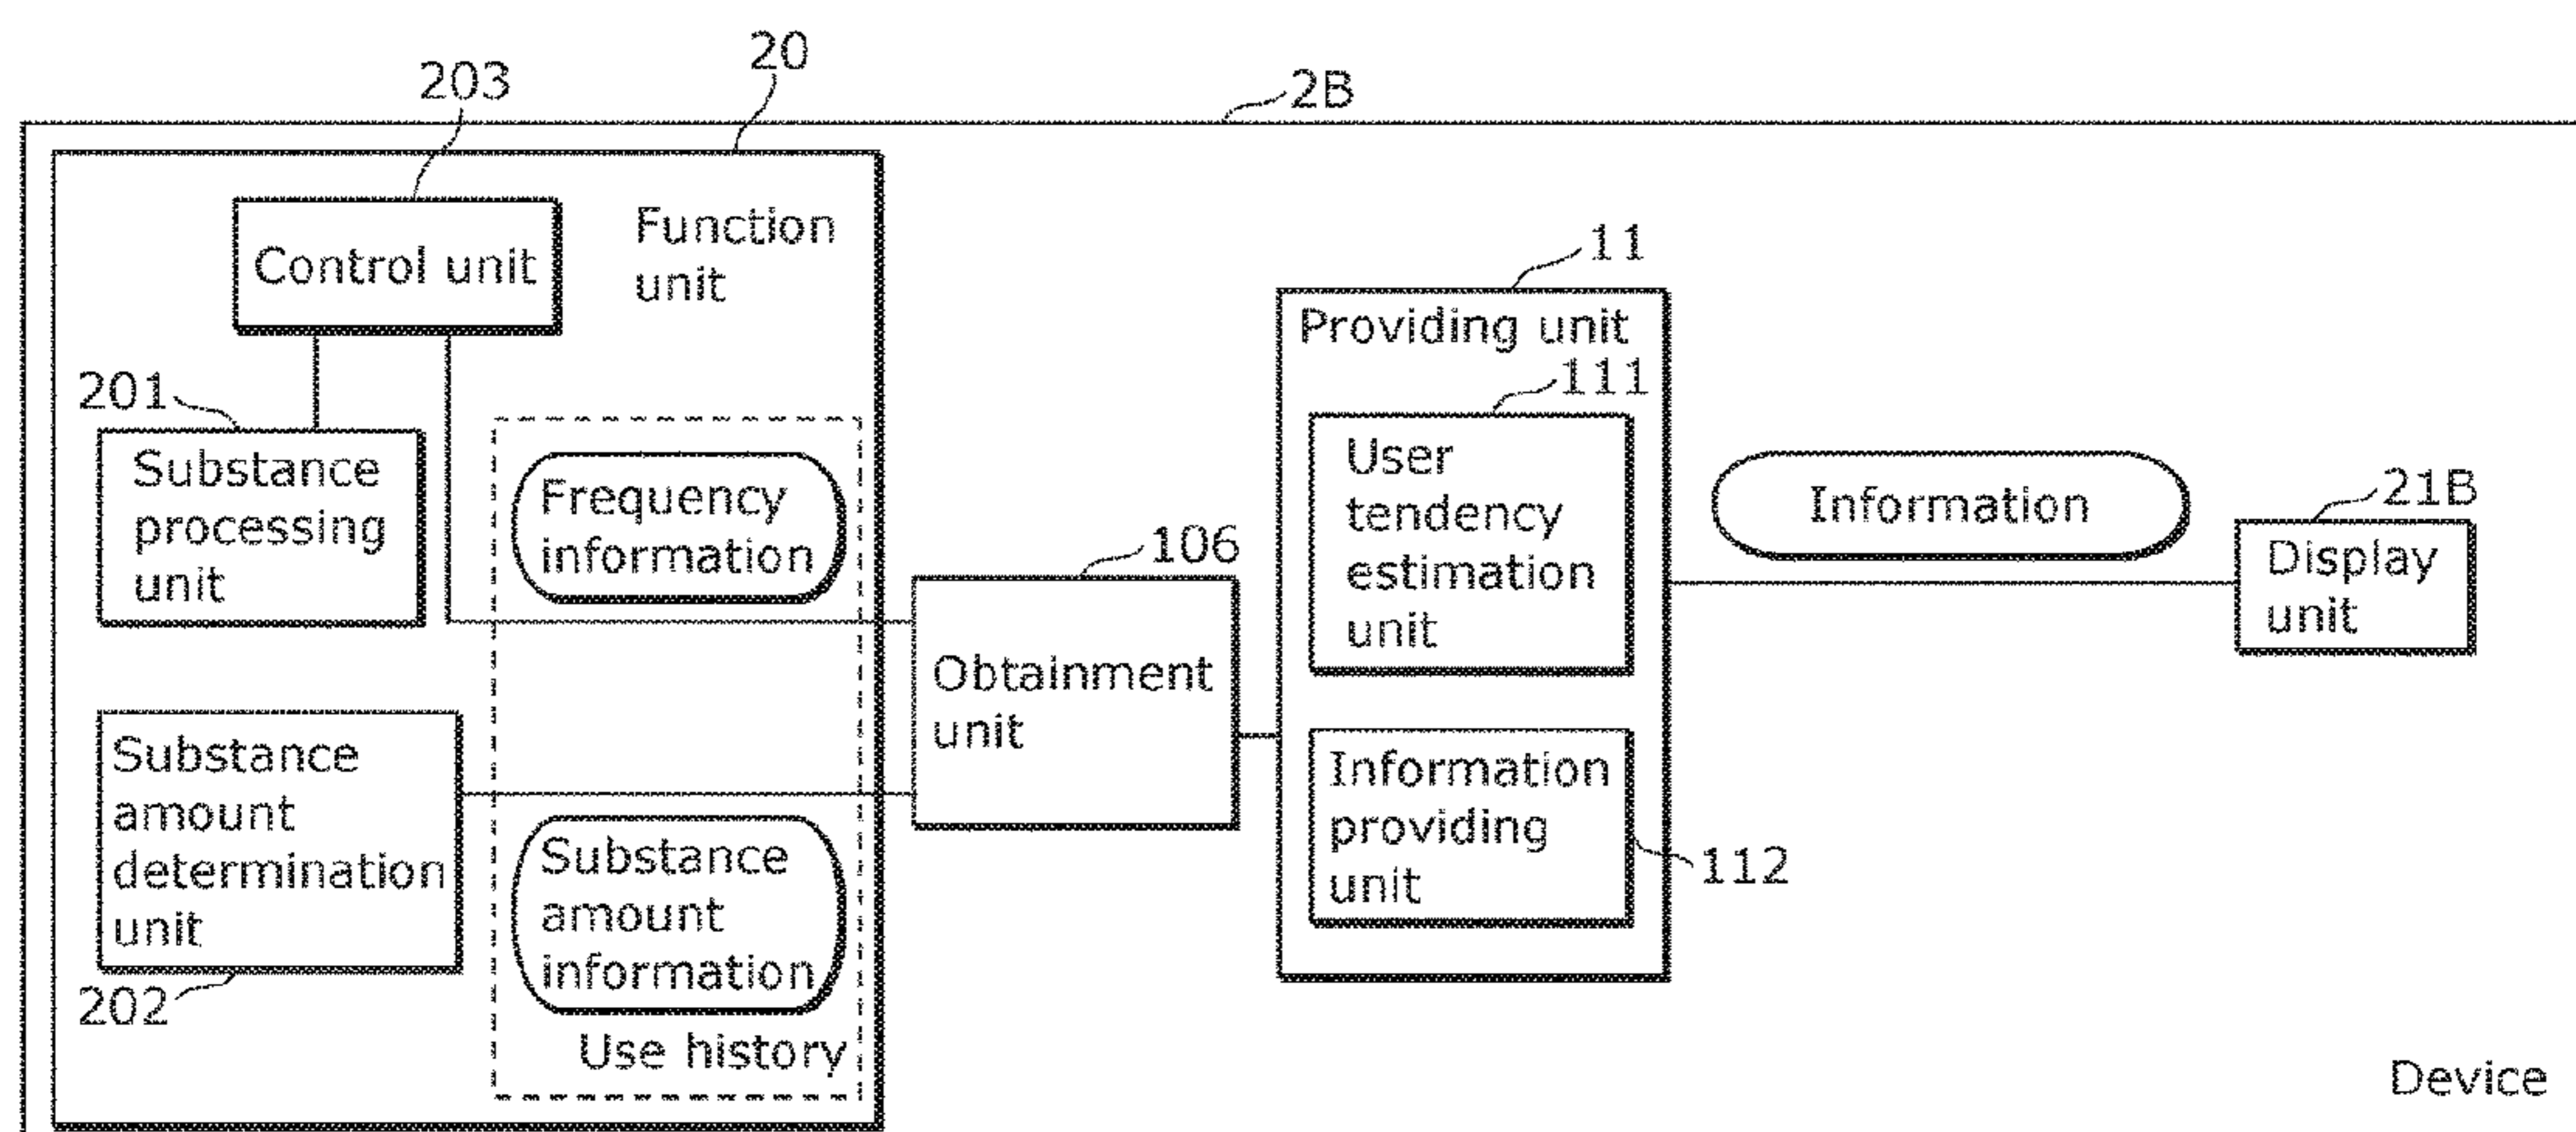 20
203
2B
Control unit
Function
unit
11
Providing unit
111
201
Substance
processing
unit
Frequency
information
User
tendency
estimation
unit
Information
21B
Display
unit
106
Obtainment
unit
Substance
amount
determination
unit
202
Substance
amount
information
Use history
Information
providing
unit
112
Device